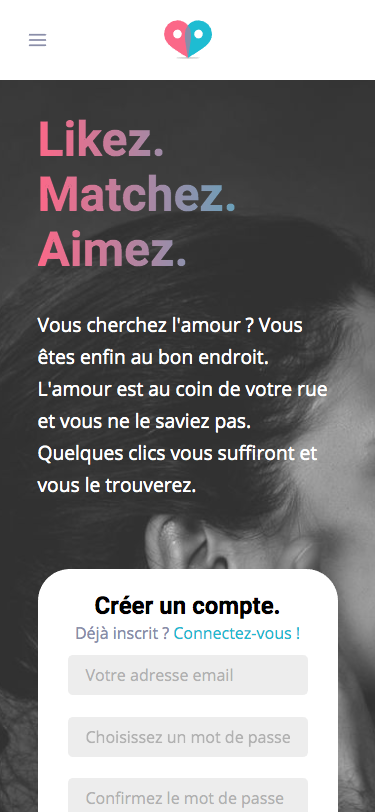 Likez.
Matchez.
Aimez.
Vous cherchez l'amour ? Vous
êtes enfin au bon endroit.
L'amour est au coin de votre rue
et vous ne le saviez pas.
Quelques clics vous suffiront et
vous le trouverez.
Créer un compte.
Déjà inscrit ? Connectez-vous !
Votre adresse email
Choisissez un mot de passe
Confirmez le mot de passe